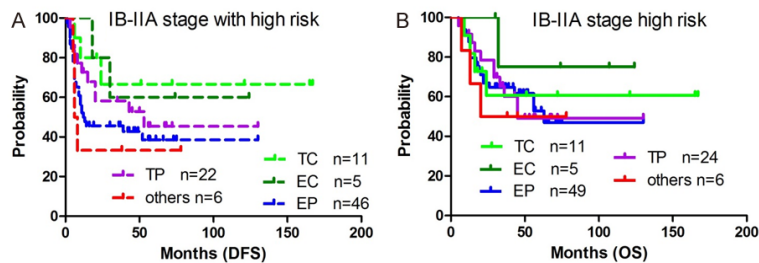 A
IB-IIA stage with high risk
Probability
100
80
60
40
20
0
TC n=11
TP n=22
EC n=5
others n=6
EP n=46
0 50 100 150 200
Months (DFS)
B
IB-IIA stage high risk
Probability
100
80
60
40
20
0
TC n=11
EC n=5
TP n=24
EP n=49
others n=6
0 50 100 150 200
Months (OS)